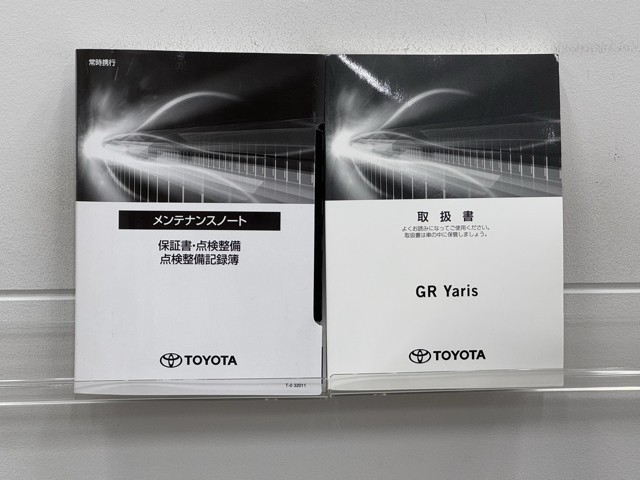 常時携行
メンテナンスノート
保証書・点検整備
点検整備記録簿
TOYOTA
T-0 32011
取扱書
よくお読みになってご使用ください。
取扱書は車の中に保管しましょう。
GR Yaris
TOYOTA